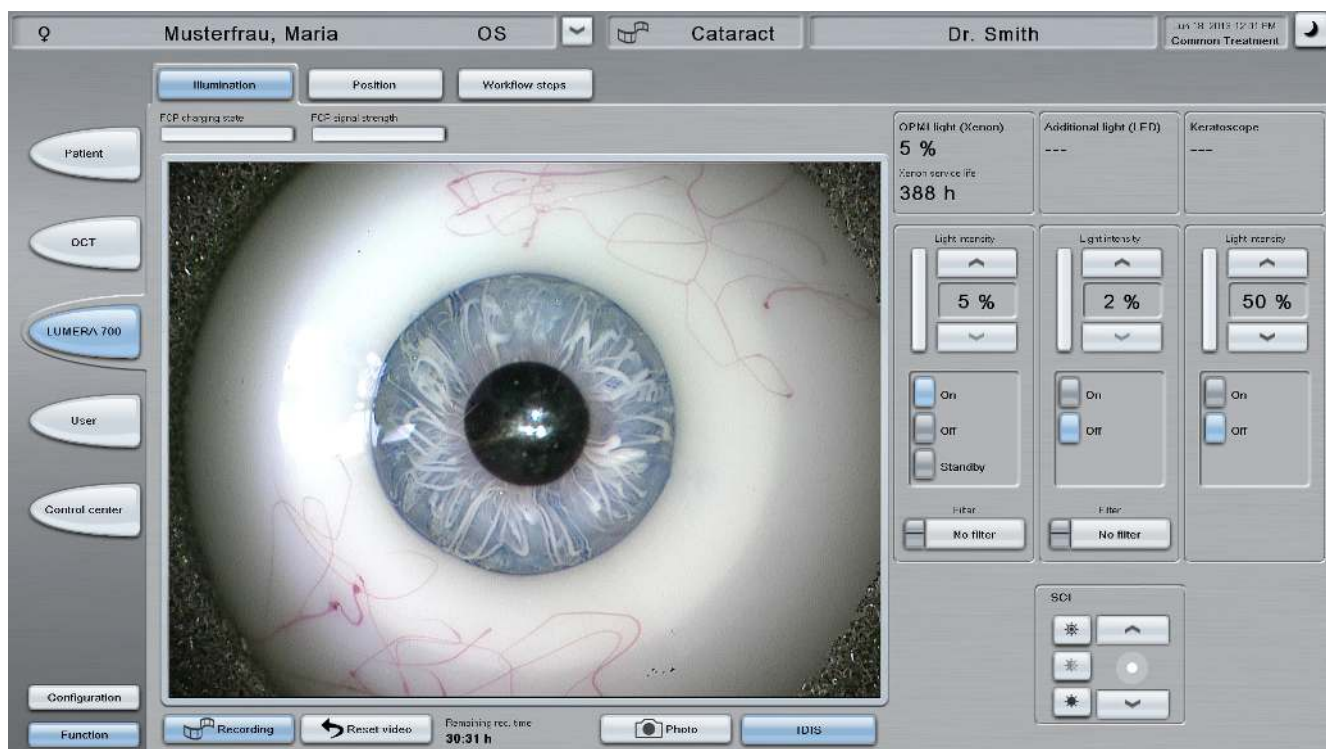 Musterfrau, Maria OS Cataract Dr. Smith
Common Treatment
Illumination Position Workflow stops
FCP charging state FCP signal strength
Patient
OCT
LUMERA 700
User
Control center
Configuration
Function
OPMI light (Xenon)
5 %
Xenon service life
388 h
Additional light (LED)
---
Keratoscope
---
Light intensity
5 %
On
Off
Standby
Filter
No filter
Light intensity
2 %
On
Off
Filter
No filter
Light intensity
50 %
On
Off
SCI
Recording Reset video
Remaining rec. time
30:31 h
Photo IDIS